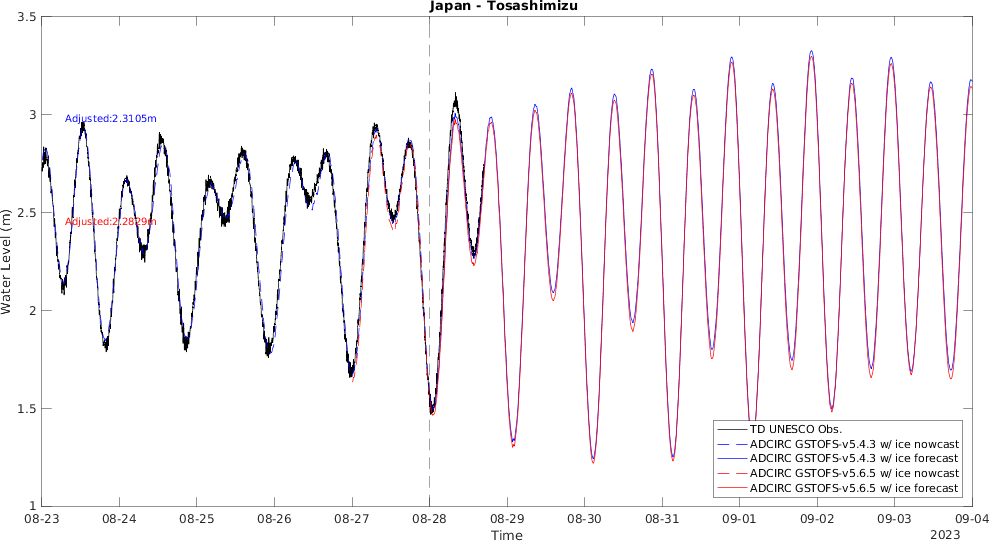 Japan - Tosashimizu
3.5
3
2.5
2
1.5
1
Water Level (m)
Adjusted:2.3105m
Adjusted:2.2829m
TD UNESCO Obs.
ADCIRC GSTOFS-v5.4.3 w/ ice nowcast
ADCIRC GSTOFS-v5.4.3 w/ ice forecast
ADCIRC GSTOFS-v5.6.5 w/ ice nowcast
ADCIRC GSTOFS-v5.6.5 w/ ice forecast
08-23 08-24 08-25 08-26 08-27 08-28 08-29 08-30 08-31 09-01 09-02 09-03 09-04
Time
2023